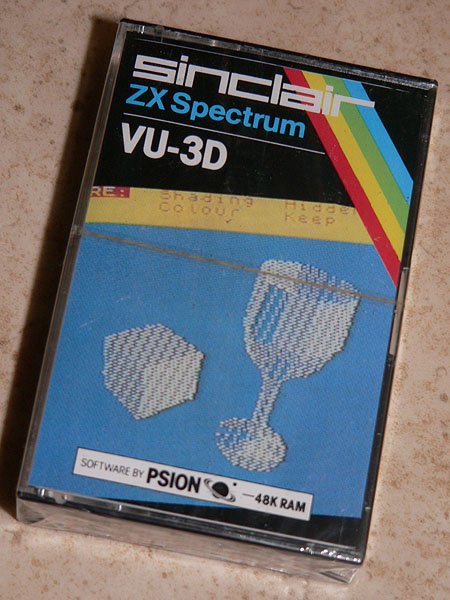 sinclair
ZX Spectrum
VU-3D
RE: Shading Hidden
Colour Keep
SOFTWARE BY PSION —48K RAM